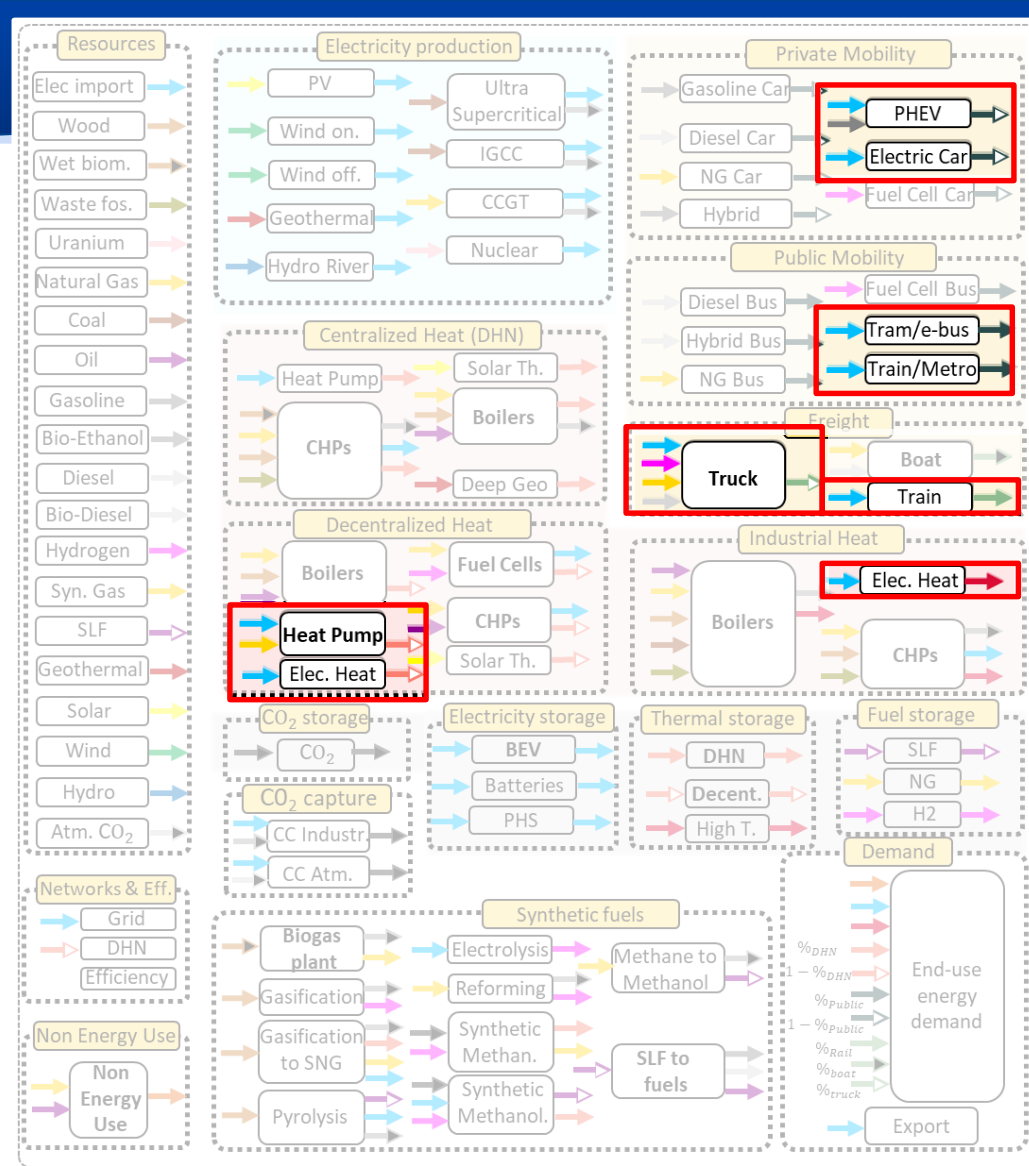 Resources
Elec import
Wood
Wet biom.
Waste fos.
Uranium
Natural Gas
Coal
Oil
Gasoline
Bio-Ethanol
Diesel
Bio-Diesel
Hydrogen
Syn. Gas
SLF
Geothermal
Solar
Wind
Hydro
Atm. CO₂
Networks & Eff.
Grid
DHN
Efficiency
Non Energy Use
Non
Energy
Use
Electricity production
PV
Wind on.
Wind off.
Geothermal
Hydro River
Ultra
Supercritical
IGCC
CCGT
Nuclear
Centralized Heat (DHN)
Heat Pump
CHPs
Solar Th.
Boilers
Deep Geo
Decentralized Heat
Boilers
Heat Pump
Elec. Heat
Fuel Cells
CHPs
Solar Th.
CO₂ storage
CO₂
CO₂ capture
CC Industr.
CC Atm.
Electricity storage
BEV
Batteries
PHS
Synthetic fuels
Biogas
plant
Gasification
Gasification
to SNG
Pyrolysis
Electrolysis
Reforming
Synthetic
Methan.
Synthetic
Methanol.
Methane to
Methanol
SLF to
fuels
Private Mobility
Gasoline Car
Diesel Car
NG Car
Hybrid
PHEV
Electric Car
Fuel Cell Car
Public Mobility
Diesel Bus
Hybrid Bus
NG Bus
Fuel Cell Bus
Tram/e-bus
Train/Metro
Freight
Truck
Boat
Train
Industrial Heat
Boilers
Elec. Heat
CHPs
Thermal storage
DHN
Decent.
High T.
Fuel storage
SLF
NG
H2
Demand
%DHN
1 − %DHN
%Public
1 − %Public
%Rail
%boat
%truck
End-use
energy
demand
Export